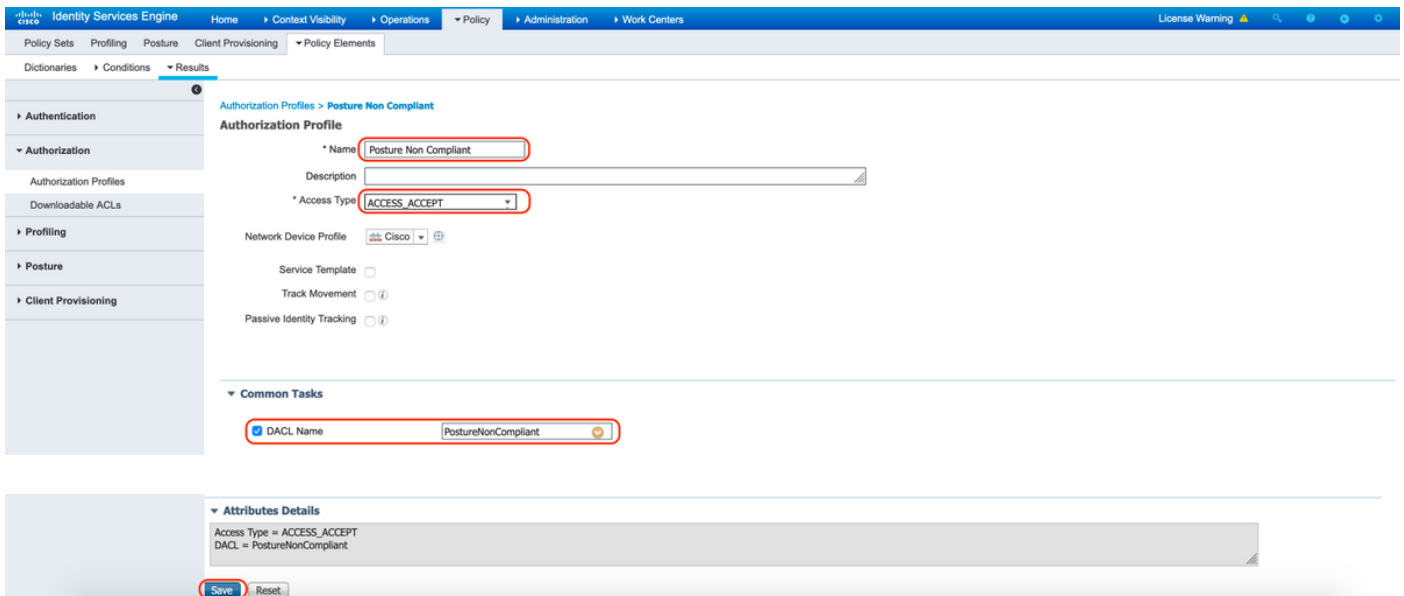 cisco Identity Services Engine Home Context Visibility Operations Policy Administration Work Centers License Warning
Policy Sets Profiling Posture Client Provisioning Policy Elements
Dictionaries Conditions Results
Authorization Profiles > Posture Non Compliant
Authentication
Authorization Profile
* Name Posture Non Compliant
Authorization
Description
Authorization Profiles
* Access Type ACCESS_ACCEPT
Downloadable ACLs
Profiling
Network Device Profile Cisco
Posture
Service Template
Track Movement
Client Provisioning
Passive Identity Tracking
Common Tasks
DACL Name PostureNonCompliant
Attributes Details
Access Type = ACCESS_ACCEPT
DACL = PostureNonCompliant
Save Reset